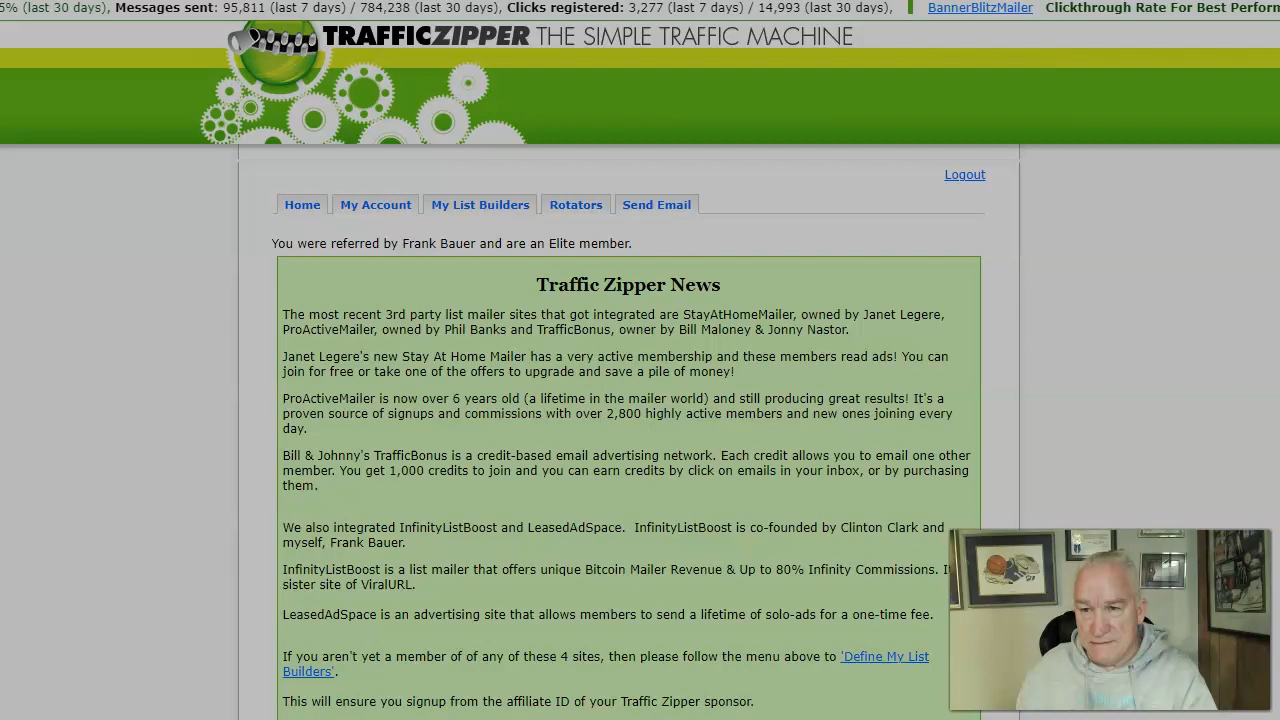 5% (last 30 days), Messages sent: 95,811 (last 7 days) / 784,238 (last 30 days), Clicks registered: 3,277 (last 7 days) / 14,993 (last 30 days), BannerBlitzMailer Clickthrough Rate For Best Perform
TRAFFICZIPPER THE SIMPLE TRAFFIC MACHINE
Logout
Home My Account My List Builders Rotators Send Email
You were referred by Frank Bauer and are an Elite member.
Traffic Zipper News
The most recent 3rd party list mailer sites that got integrated are StayAtHomeMailer, owned by Janet Legere,
ProActiveMailer, owned by Phil Banks and TrafficBonus, owner by Bill Maloney & Jonny Nastor.
Janet Legere's new Stay At Home Mailer has a very active membership and these members read ads! You can
join for free or take one of the offers to upgrade and save a pile of money!
ProActiveMailer is now over 6 years old (a lifetime in the mailer world) and still producing great results! It's a
proven source of signups and commissions with over 2,800 highly active members and new ones joining every
day.
Bill & Johnny's TrafficBonus is a credit-based email advertising network. Each credit allows you to email one other
member. You get 1,000 credits to join and you can earn credits by click on emails in your inbox, or by purchasing
them.
We also integrated InfinityListBoost and LeasedAdSpace. InfinityListBoost is co-founded by Clinton Clark and
myself, Frank Bauer.
InfinityListBoost is a list mailer that offers unique Bitcoin Mailer Revenue & Up to 80% Infinity Commissions.
sister site of ViralURL.
LeasedAdSpace is an advertising site that allows members to send a lifetime of solo-ads for a one-time fee.
If you aren't yet a member of of any of these 4 sites, then please follow the menu above to 'Define My List
Builders'.
This will ensure you signup from the affiliate ID of your Traffic Zipper sponsor.